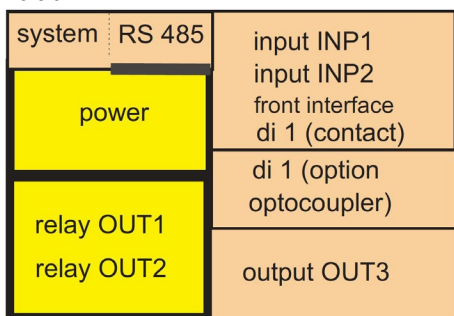 system RS 485
power
relay OUT1
relay OUT2
input INP1
input INP2
front interface
di 1 (contact)
di 1 (option
optocoupler)
output OUT3